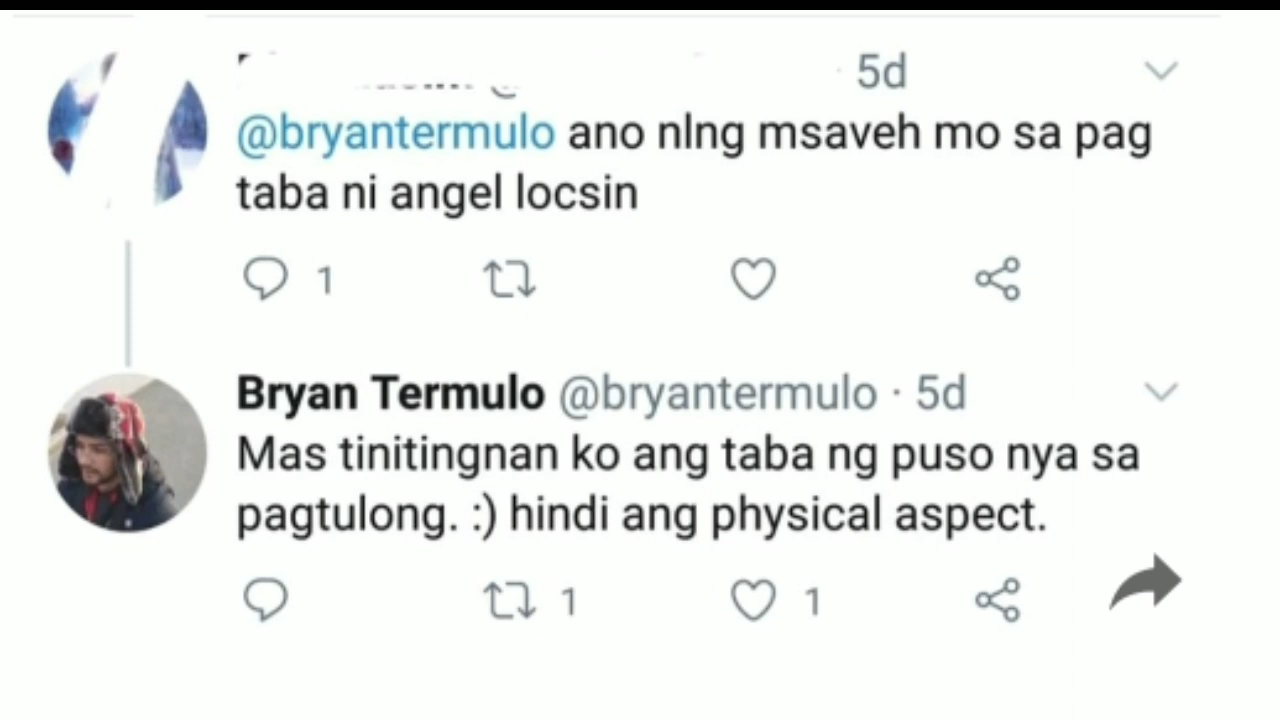 5d
@bryantermulo ano nlng msaveh mo sa pag
taba ni angel locsin
1
Bryan Termulo @bryantermulo · 5d
Mas tinitingnan ko ang taba ng puso nya sa
pagtulong. :) hindi ang physical aspect.
1 1